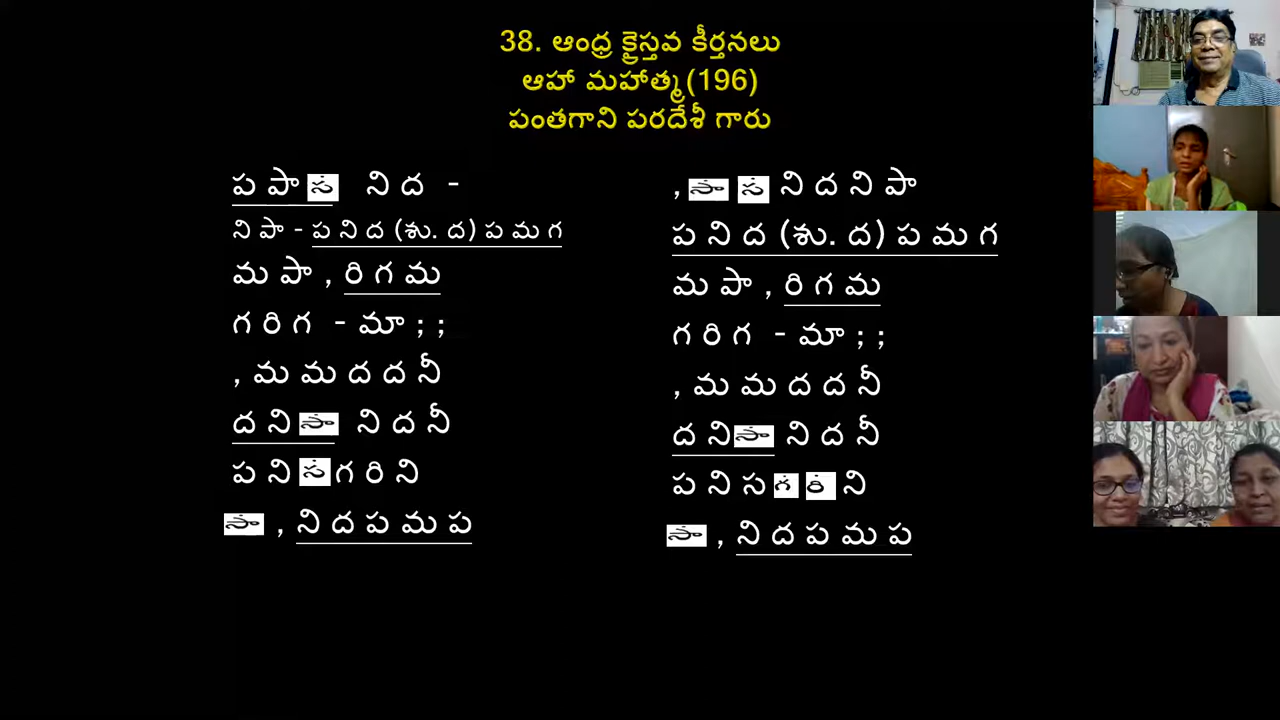 38. ఆంధ్ర క్రైస్తవ కీర్తనలు
ఆహా మహాత్మ (196)
పంతగాని పరదేశీ గారు
ప పా స నిద -
ని పా - ప ని ద (శు. ద) ప మ గ
మ పా , రి గ మ
గ రి గ - మా ; ;
, మ మ ద ద నీ
ద ని సా ని ద నీ
ప ని స గ రి ని
సా , ని ద ప మ ప
, సా స ని ద ని పా
ప ని ద (శు. ద) ప మ గ
మ పా , రి గ మ
గ రి గ - మా ; ;
, మ మ ద ద నీ
ద ని సా ని ద నీ
ప ని స గ రి ని
సా , ని ద ప మ ప